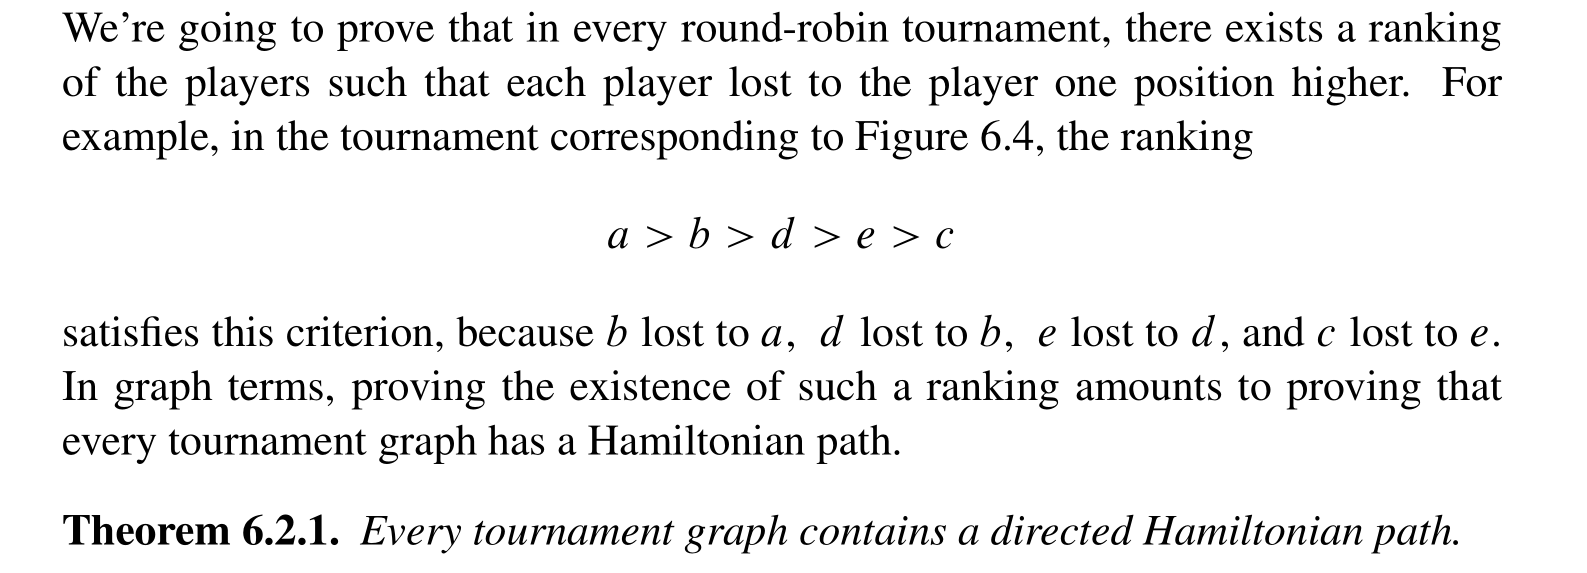 We’re going to prove that in every round-robin tournament, there exists a ranking
of the players such that each player lost to the player one position higher. For
example, in the tournament corresponding to Figure 6.4, the ranking
a > b > d > e > c
satisfies this criterion, because b lost to a, d lost to b, e lost to d, and c lost to e.
In graph terms, proving the existence of such a ranking amounts to proving that
every tournament graph has a Hamiltonian path.
Theorem 6.2.1. Every tournament graph contains a directed Hamiltonian path.